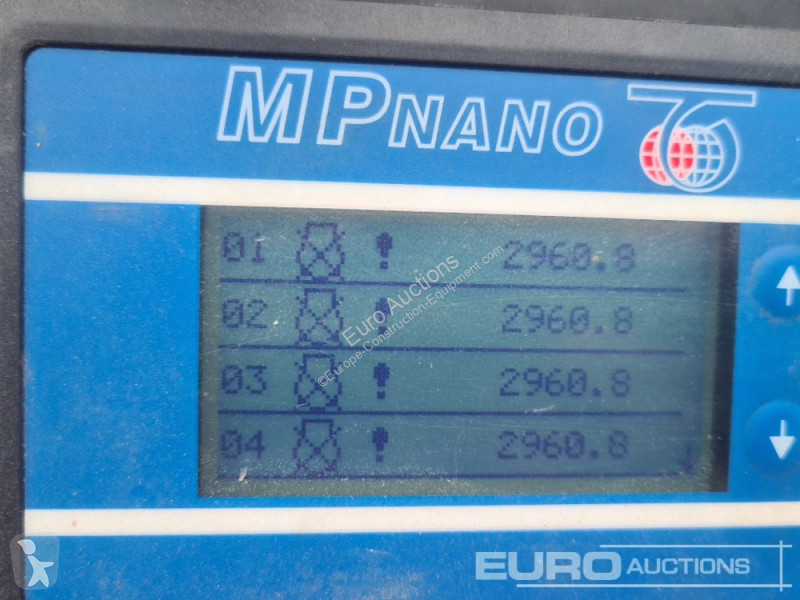 MPNANO
01 ! 2960.8
02 ! 2960.8
03 ! 2960.8
04 ! 2960.8
Euro Auctions
©Europe-Construction-Equipment.com
EURO AUCTIONS